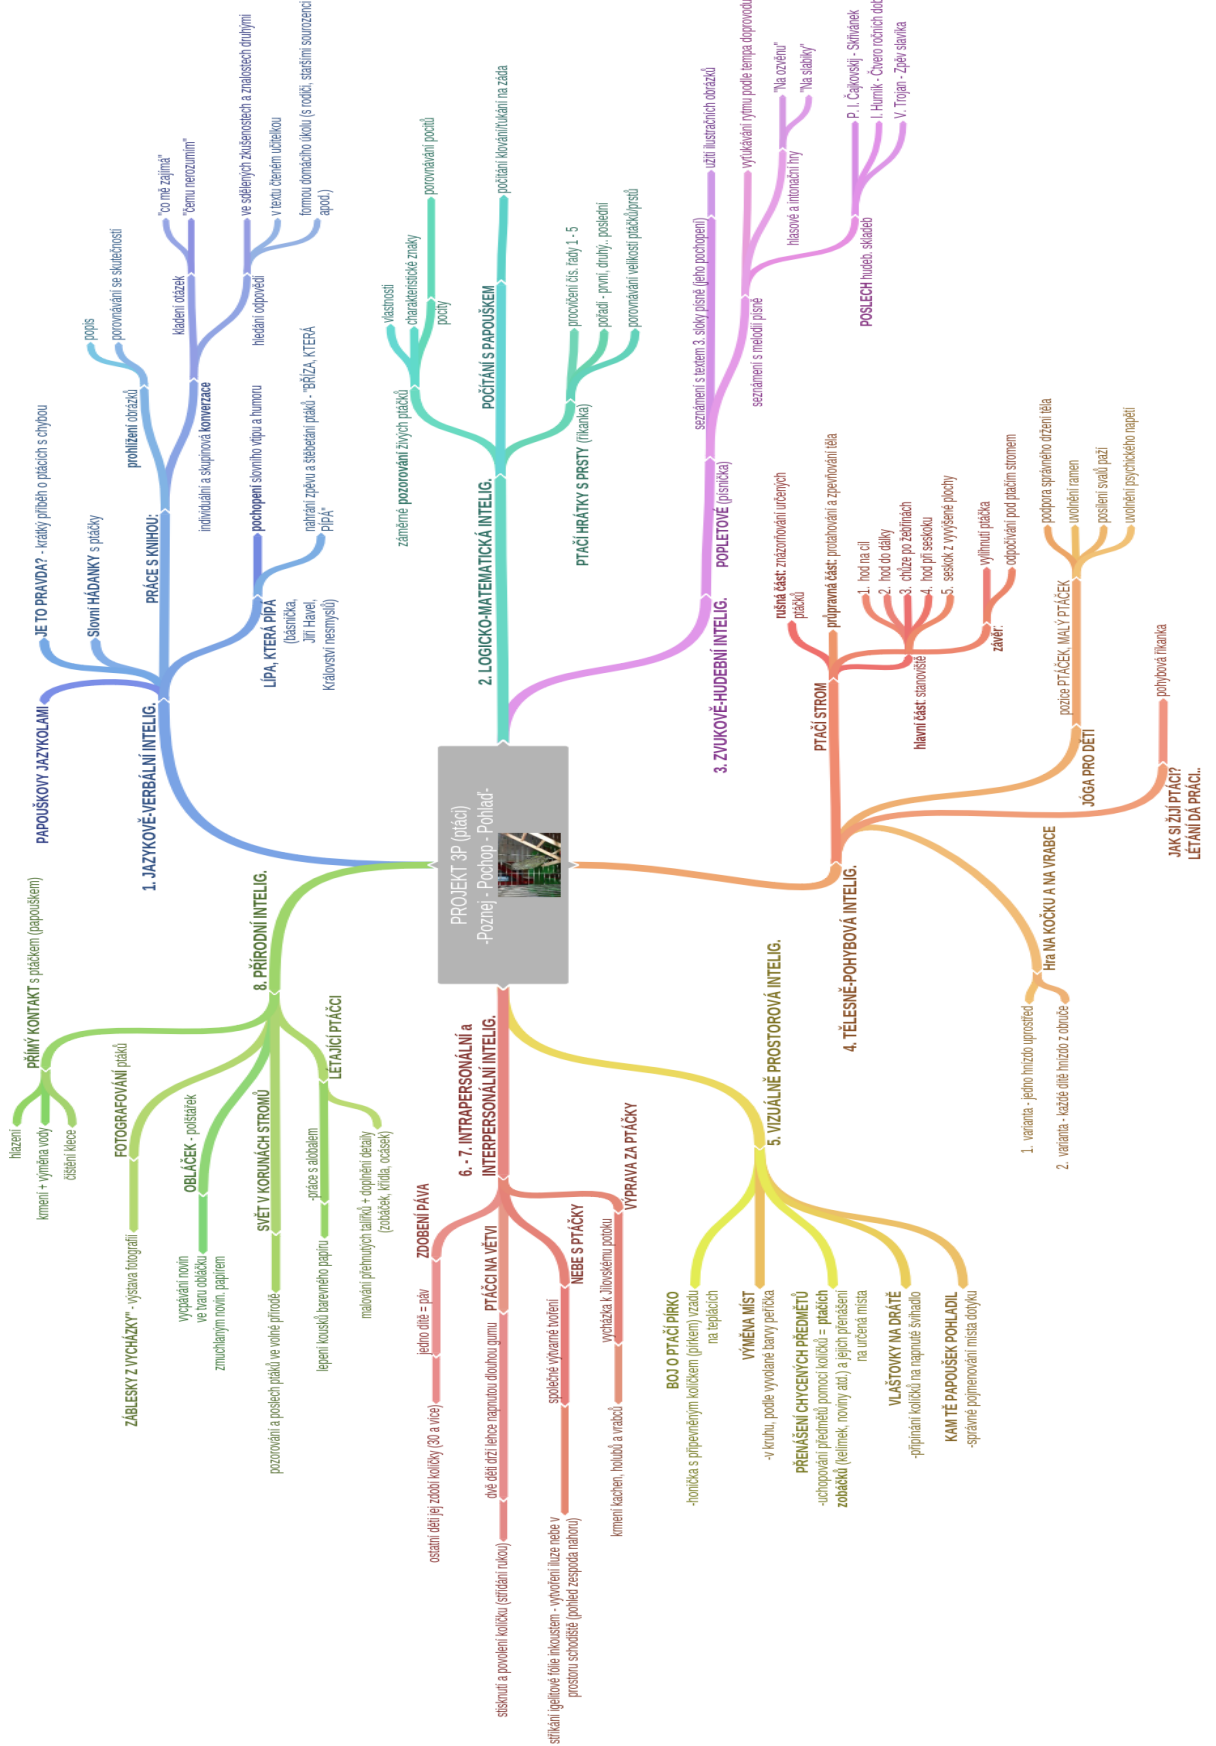 PROJEKT 3P (ptáci)
-Poznej - Pochop - Pohlaď-
1. JAZYKOVĚ-VERBÁLNÍ INTELIG.
PAPOUŠKOVY JAZYKOLAMI
JE TO PRAVDA? - krátký příběh o ptácích s chybou
Slovní HÁDANKY s ptáčky
PRÁCE S KNIHOU:
prohlížení obrázků
popis
porovnávání se skutečností
individuální a skupinová konverzace
kladení otázek
"co mě zajímá"
"čemu nerozumím"
hledání odpovědí
ve sdělených zkušenostech a znalostech druhými
v textu čteném učitelkou
formou domácího úkolu (s rodiči, staršími sourozenci
apod.)
LÍPA, KTERÁ PÍPÁ
(básnička,
Jiří Havel,
Království nesmyslů)
pochopení slovního vtipu a humoru
nahrání zpěvu a štěbetání ptáků - "BŘÍZA, KTERÁ
PÍPÁ"
2. LOGICKO-MATEMATICKÁ INTELIG.
záměrné pozorování živých ptáčků
vlastnosti
charakteristické znaky
pocity
porovnávání pocitů
POČÍTÁNÍ S PAPOUŠKEM
počítání klování/ťukání na záda
PTAČÍ HRÁTKY S PRSTY (říkanka)
procvičení čís. řady 1 - 5
pořadí - první, druhý.. poslední
porovnávání velikostí ptáčků/prstů
3. ZVUKOVĚ-HUDEBNÍ INTELIG.
POPLETOVÉ (písnička)
seznámení s textem 3. sloky písně (jeho pochopení)
užití ilustračních obrázků
seznámení s melodií písně
vyťukávání rytmu podle tempa doprovodu
hlasové a intonační hry
"Na ozvěnu"
"Na slabiky"
POSLECH hudeb. skladeb
P. I. Čajkovskij - Skřivánek
I. Hurník - Čtvero ročních dob
V. Trojan - Zpěv slavíka
4. TĚLESNĚ-POHYBOVÁ INTELIG.
PTAČÍ STROM
rušná část: znázorňování určených
ptáčků
průpravná část: protahování a zpevňování těla
hlavní část: stanoviště
1. hod na cíl
2. hod do dálky
3. chůze po žebřinách
4. hod při seskoku
5. seskok z vyvýšené plochy
závěr:
vylíhnutí ptáčka
odpočívání pod ptačím stromem
JÓGA PRO DĚTI
pozice PTÁČEK, MALÝ PTÁČEK
podpora správného držení těla
uvolnění ramen
posílení svalů paží
uvolnění psychického napětí
JAK SI ŽIJÍ PTÁCI?
LÉTÁNÍ DÁ PRÁCI..
pohybová říkanka
Hra NA KOČKU A NA VRABCE
1. varianta - jedno hnízdo uprostřed
2. varianta - každé dítě hnízdo z obruče
5. VIZUÁLNĚ PROSTOROVÁ INTELIG.
BOJ O PTAČÍ PÍRKO
-honička s připevněným kolíčkem (pírkem) vzadu
na teplácích
VÝMĚNA MÍST
-v kruhu, podle vyvolané barvy peříčka
PŘENÁŠENÍ CHYCENÝCH PŘEDMĚTŮ
-uchopování předmětů pomocí kolíčků = ptačích
zobáčků (kelímek, noviny atd.) a jejich přenášení
na určená místa
VLAŠTOVKY NA DRÁTĚ
-připínání kolíčků na napnuté švihadlo
KAM TĚ PAPOUŠEK POHLADIL
-správné pojmenování místa dotyku
6. - 7. INTRAPERSONÁLNÍ a
INTERPERSONÁLNÍ INTELIG.
ZDOBENÍ PÁVA
jedno dítě = páv
ostatní děti jej zdobí kolíčky (30 a více)
PTÁČCI NA VĚTVI
dvě děti drží lehce napnutou dlouhou gumu
stisknutí a povolení kolíčku (střídání rukou)
NEBE S PTÁČKY
společné výtvarné tvoření
stříkání igelitové fólie inkoustem - vytvoření iluze nebe v
prostoru schodiště (pohled zespoda nahoru)
VÝPRAVA ZA PTÁČKY
vycházka k Jílovskému potoku
krmení kachen, holubů a vrabců
8. PŘÍRODNÍ INTELIG.
PŘÍMÝ KONTAKT s ptáčkem (papouškem)
hlazení
krmení + výměna vody
čištění klece
FOTOGRAFOVÁNÍ ptáků
ZÁBLESKY Z VYCHÁZKY" - výstava fotografií
OBLÁČEK - polštářek
vycpávání novin
ve tvaru obláčku
zmuchlaným novin. papírem
SVĚT V KORUNÁCH STROMŮ
pozorování a poslech ptáků ve volné přírodě
LÉTAJÍCÍ PTÁČCI
-práce s alobalem
lepení kousků barevného papíru
malování přehnutých talířků + doplnění detaily
(zobáček, křídla, ocásek)